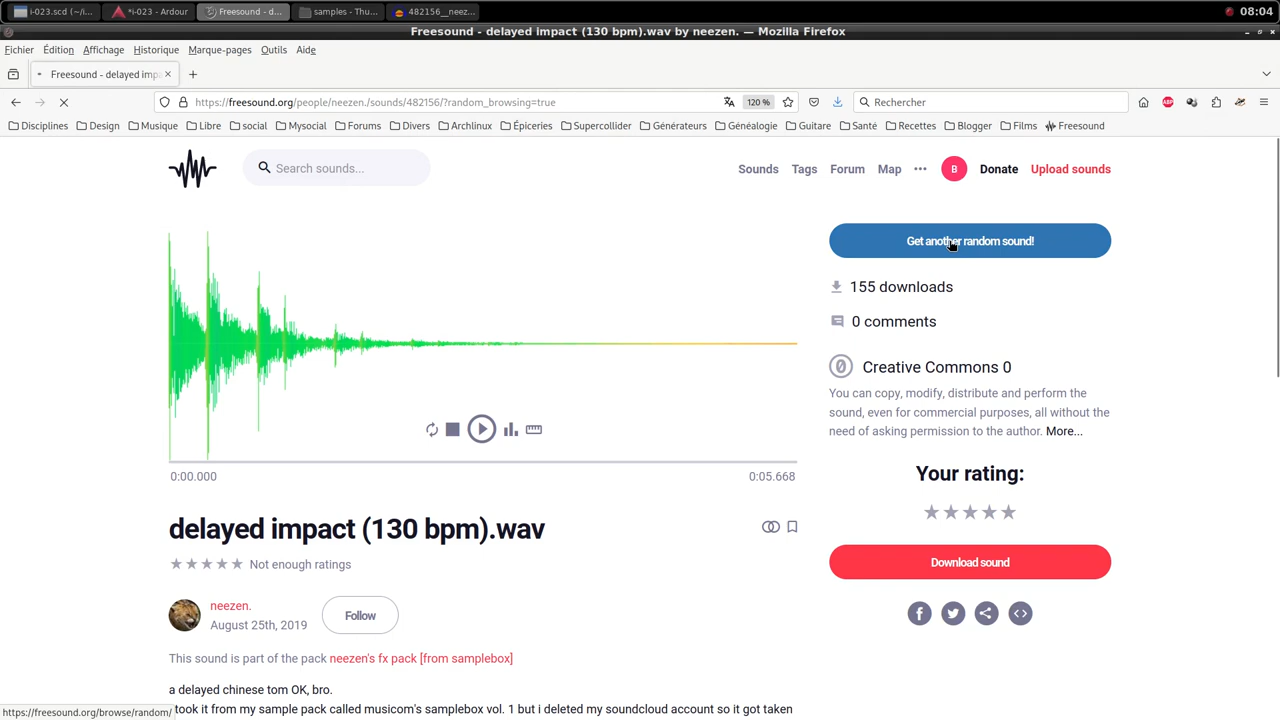 i-023.scd (~/i...
*i-023 - Ardour
Freesound - d...
samples - Thu...
482156__neez...
08:04
Freesound - delayed impact (130 bpm).wav by neezen. — Mozilla Firefox
Fichier Édition Affichage Historique Marque-pages Outils Aide
Freesound - delayed imp
https://freesound.org/people/neezen./sounds/482156/?random_browsing=true
120 %
Rechercher
ABP
Disciplines Design Musique Libre social Mysocial Forums Divers Archlinux Épiceries Supercollider Générateurs Généalogie Guitare Santé Recettes Blogger Films Freesound
Search sounds...
Sounds Tags Forum Map B Donate Upload sounds
Get another random sound!
155 downloads
0 comments
Creative Commons 0
You can copy, modify, distribute and perform the
sound, even for commercial purposes, all without the
need of asking permission to the author. More...
0:00.000
0:05.668
Your rating:
delayed impact (130 bpm).wav
Not enough ratings
Download sound
neezen.
August 25th, 2019
Follow
This sound is part of the pack neezen's fx pack [from samplebox]
a delayed chinese tom OK, bro.
took it from my sample pack called musicom's samplebox vol. 1 but i deleted my soundcloud account so it got taken
https://freesound.org/browse/random/